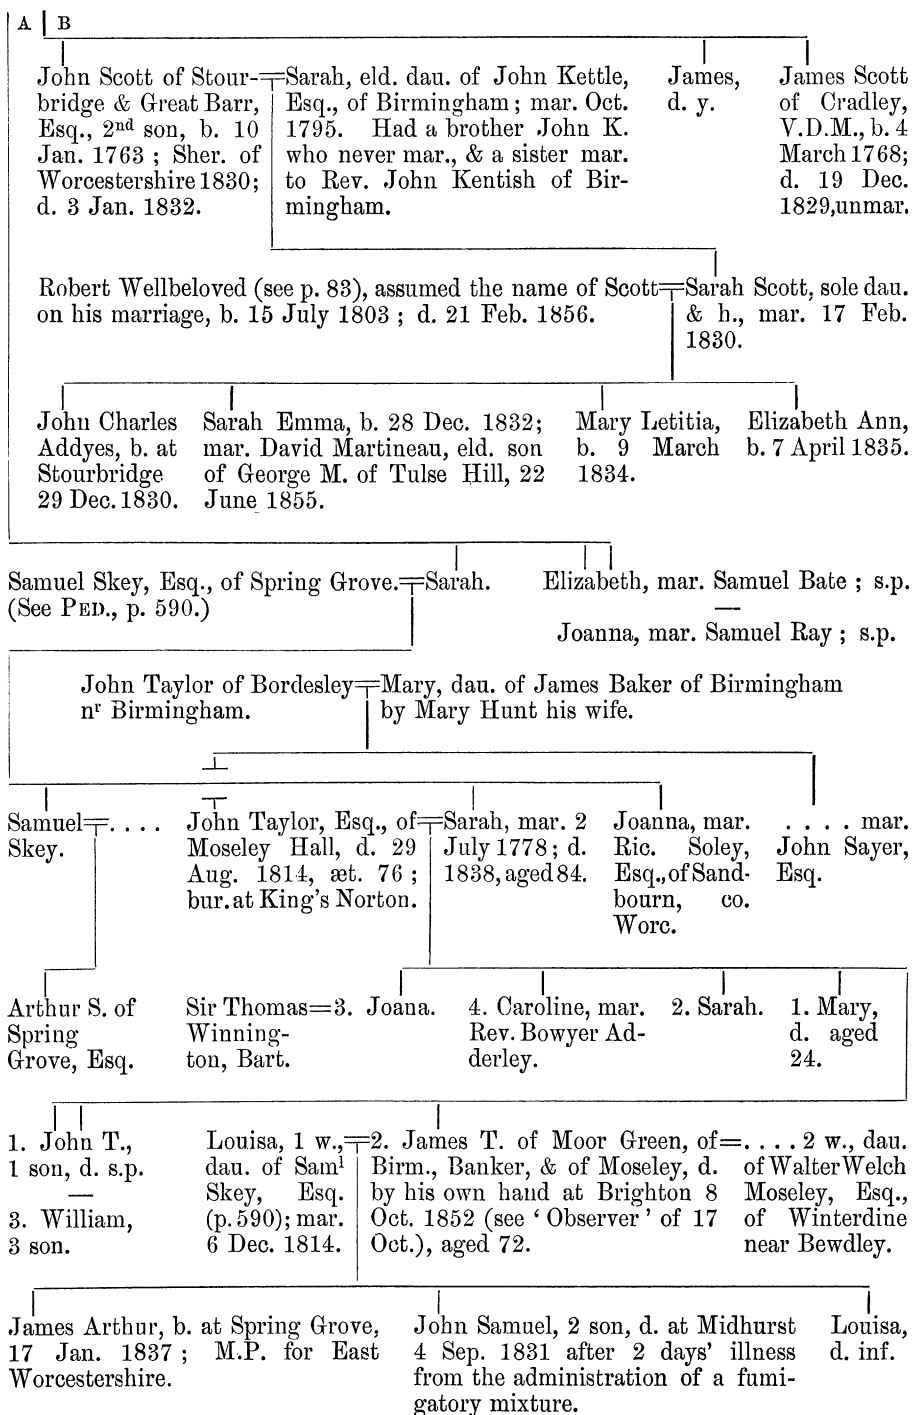 A B
John Scott of Stour-
bridge & Great Barr,
Esq., 2nd son, b. 10
Jan. 1763 ; Sher. of
Worcestershire 1830;
d. 3 Jan. 1832.
Sarah, eld. dau. of John Kettle,
Esq., of Birmingham; mar. Oct.
1795. Had a brother John K.
who never mar., & a sister mar.
to Rev. John Kentish of Bir-
mingham.
James,
d. y.
James Scott
of Cradley,
V.D.M., b. 4
March 1768;
d. 19 Dec.
1829, unmar.
Robert Wellbeloved (see p. 83), assumed the name of Scott
on his marriage, b. 15 July 1803 ; d. 21 Feb. 1856.
Sarah Scott, sole dau.
& h., mar. 17 Feb.
1830.
John Charles
Addyes, b. at
Stourbridge
29 Dec. 1830.
Sarah Emma, b. 28 Dec. 1832;
mar. David Martineau, eld. son
of George M. of Tulse Hill, 22
June 1855.
Mary Letitia,
b. 9 March
1834.
Elizabeth Ann,
b. 7 April 1835.
Samuel Skey, Esq., of Spring Grove.
(See PED., p. 590.)
Sarah.
Elizabeth, mar. Samuel Bate ; s.p.
Joanna, mar. Samuel Ray ; s.p.
John Taylor of Bordesley
nr Birmingham.
Mary, dau. of James Baker of Birmingham
by Mary Hunt his wife.
Samuel
Skey.
. . . .
John Taylor, Esq., of
Moseley Hall, d. 29
Aug. 1814, æt. 76 ;
bur. at King's Norton.
Sarah, mar. 2
July 1778; d.
1838, aged 84.
Joanna, mar.
Ric. Soley,
Esq., of Sand-
bourn, co.
Worc.
. . . . mar.
John Sayer,
Esq.
Arthur S. of
Spring
Grove, Esq.
Sir Thomas
Winning-
ton, Bart.
3. Joana.
4. Caroline, mar.
Rev. Bowyer Ad-
derley.
2. Sarah.
1. Mary,
d. aged
24.
1. John T.,
1 son, d. s.p.
3. William,
3 son.
Louisa, 1 w.,
dau. of Saml
Skey, Esq.
(p. 590); mar.
6 Dec. 1814.
2. James T. of Moor Green, of
Birm., Banker, & of Moseley, d.
by his own hand at Brighton 8
Oct. 1852 (see ‘ Observer ’ of 17
Oct.), aged 72.
. . . . 2 w., dau.
of Walter Welch
Moseley, Esq.,
of Winterdine
near Bewdley.
James Arthur, b. at Spring Grove,
17 Jan. 1837 ; M.P. for East
Worcestershire.
John Samuel, 2 son, d. at Midhurst
4 Sep. 1831 after 2 days' illness
from the administration of a fumi-
gatory mixture.
Louisa,
d. inf.